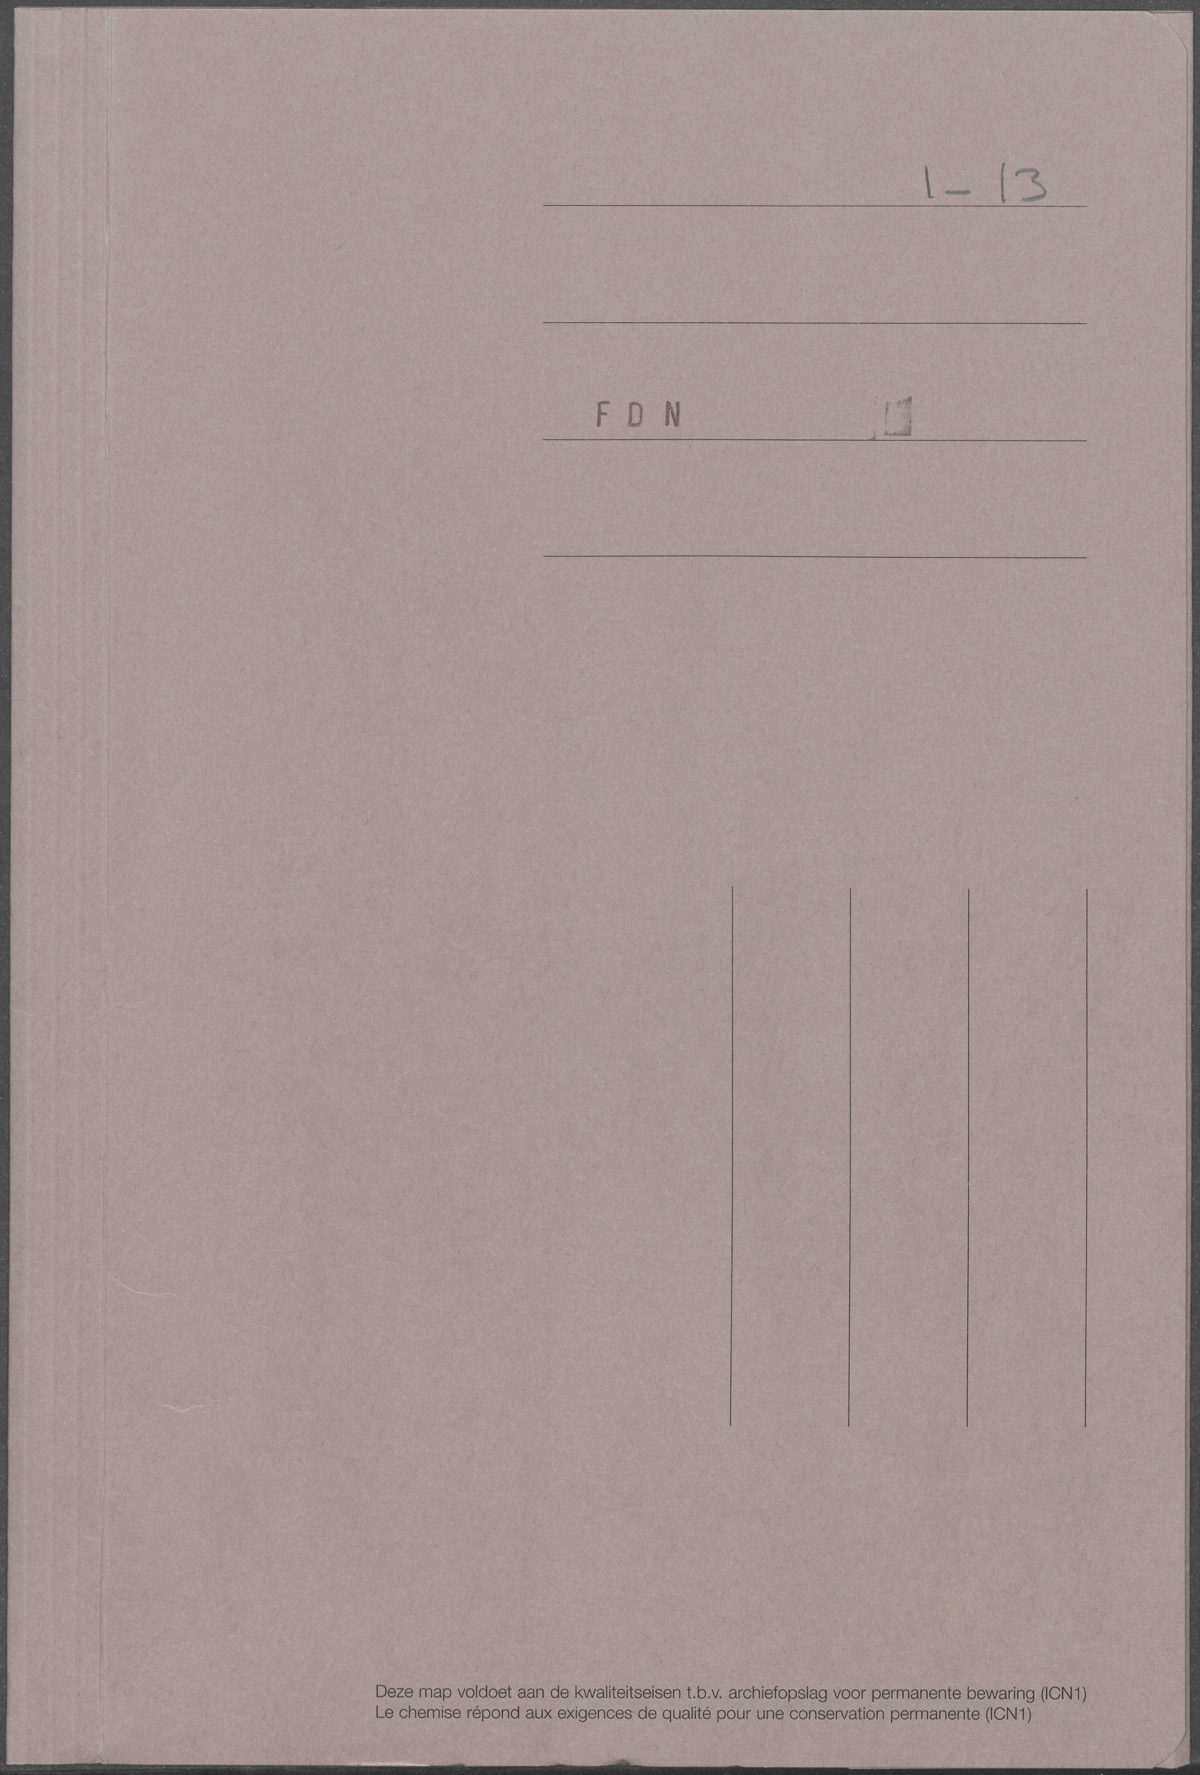 1 - 13
FDN
Deze map voldoet aan de kwaliteitseisen t.b.v. archiefopslag voor permanente bewaring (ICN1)
Le chemise répond aux exigences de qualité pour une conservation permanente (ICN1)